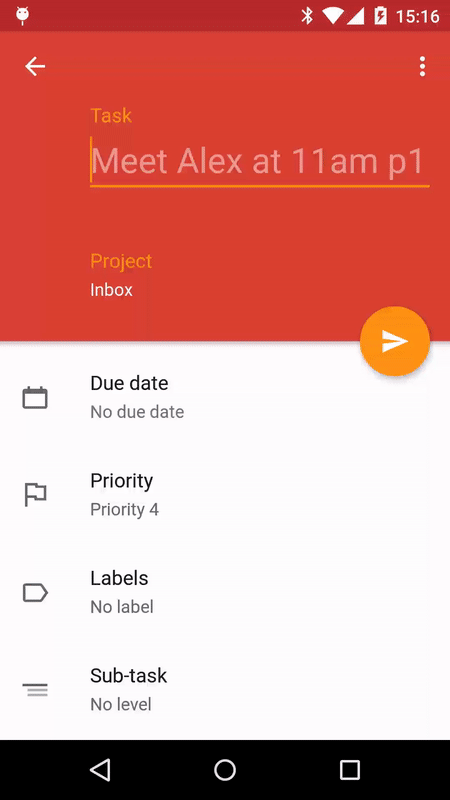 15:16
Task
Meet Alex at 11am p1
Project
Inbox
Due date
No due date
Priority
Priority 4
Labels
No label
Sub-task
No level